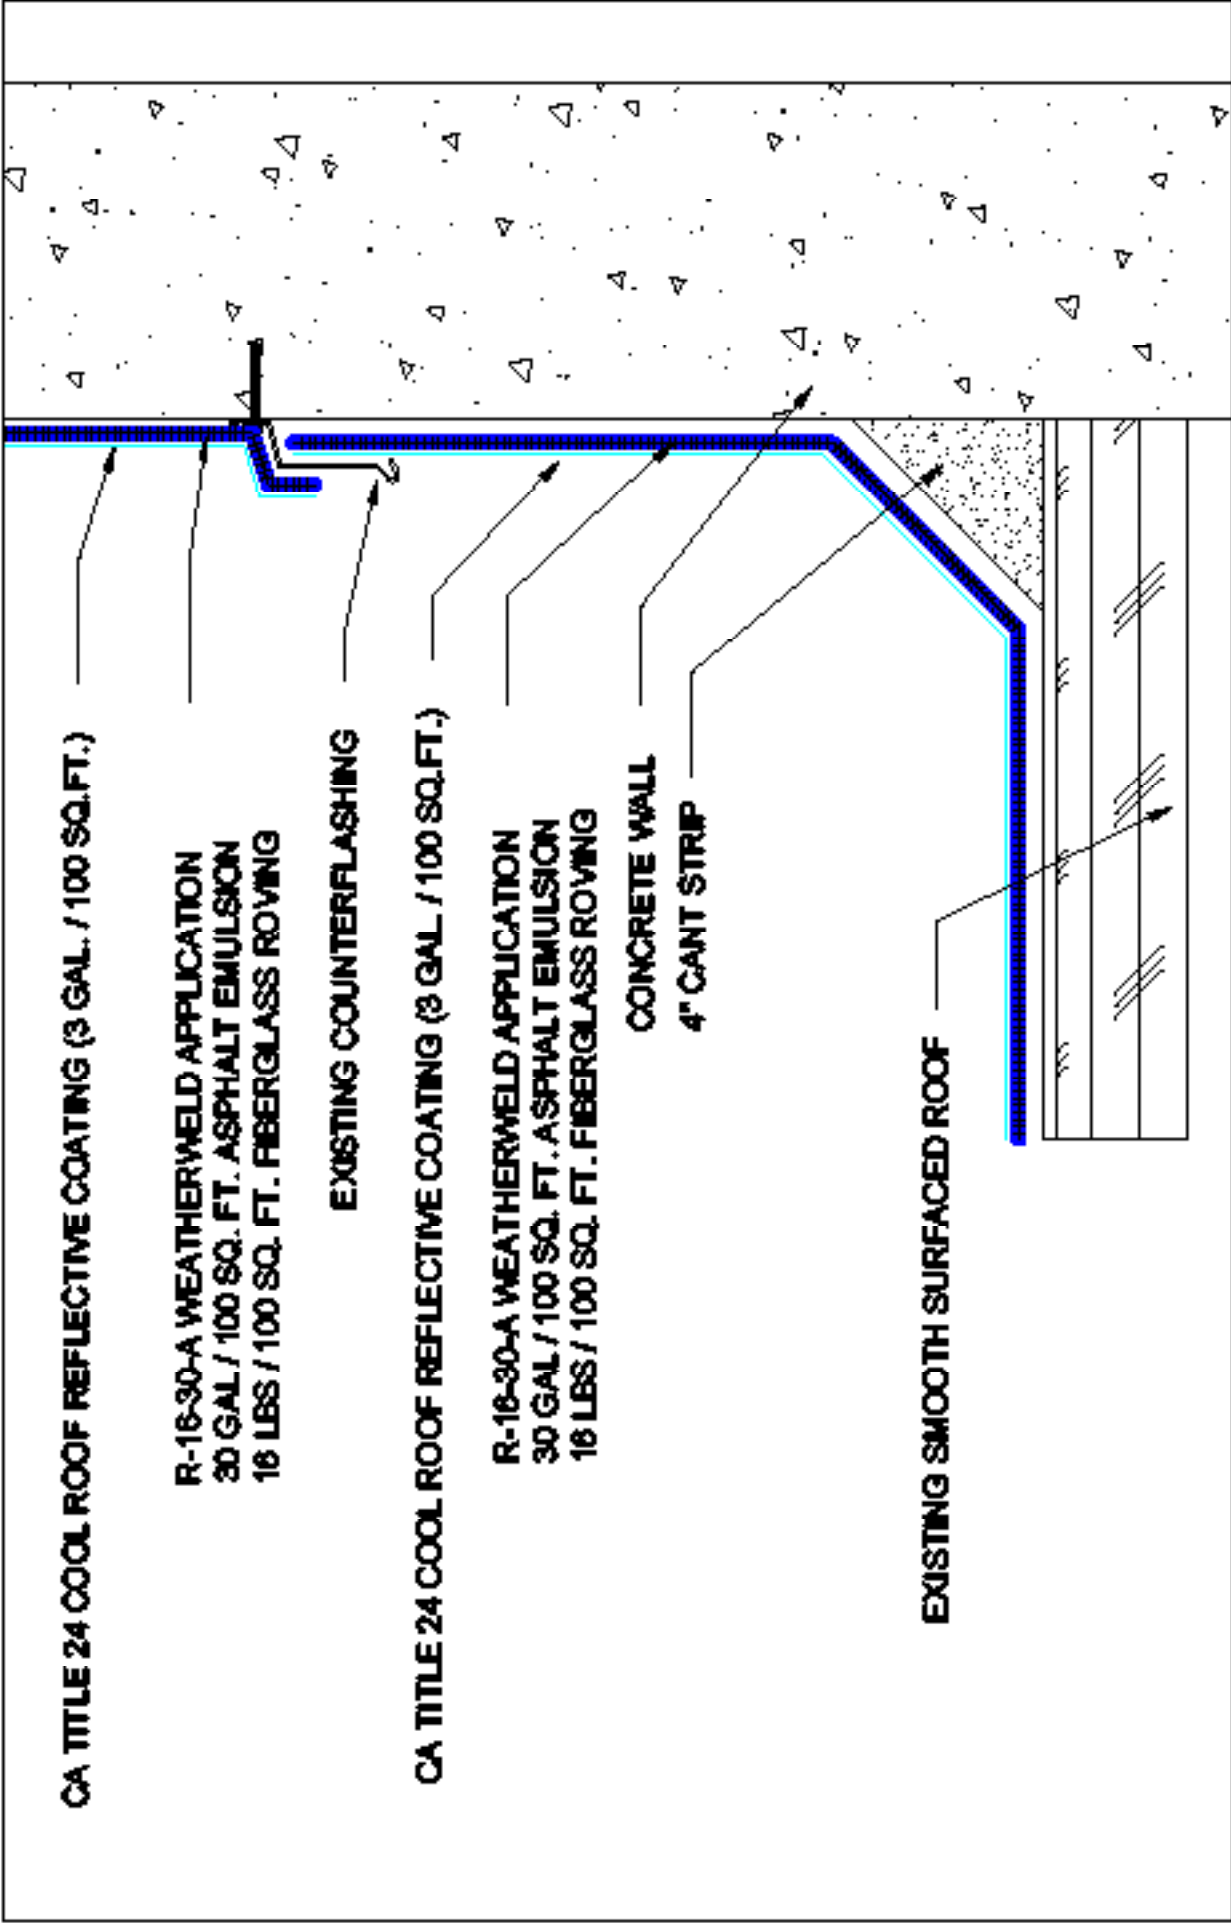 CA TITLE 24 COOL ROOF REFLECTIVE COATING (3 GAL. / 100 SQ.FT.)
R-16-30-A WEATHERWELD APPLICATION
30 GAL / 100 SQ. FT. ASPHALT EMULSION
16 LBS / 100 SQ. FT. FIBERGLASS ROVING
EXISTING COUNTERFLASHING
CA TITLE 24 COOL ROOF REFLECTIVE COATING (3 GAL. / 100 SQ.FT.)
R-16-30-A WEATHERWELD APPLICATION
30 GAL / 100 SQ. FT. ASPHALT EMULSION
16 LBS / 100 SQ. FT. FIBERGLASS ROVING
CONCRETE WALL
4" CANT STRIP
EXISTING SMOOTH SURFACED ROOF